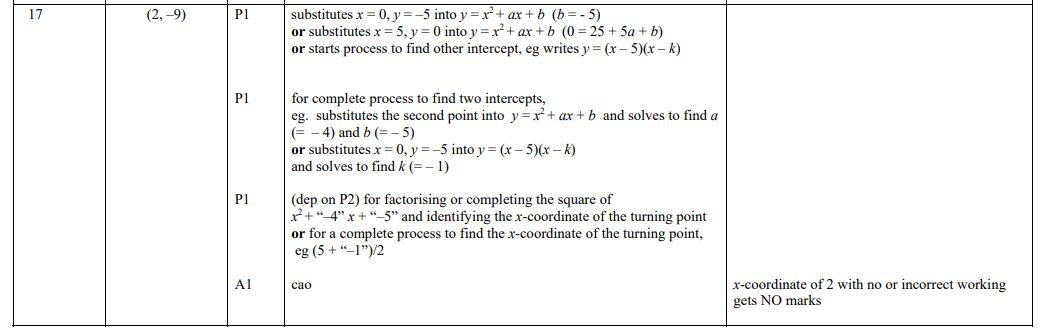 17 (2, –9) P1 substitutes x = 0, y = –5 into y = x² + ax + b (b = - 5)
or substitutes x = 5, y = 0 into y = x² + ax + b (0 = 25 + 5a + b)
or starts process to find other intercept, eg writes y = (x – 5)(x – k)
P1 for complete process to find two intercepts,
eg. substitutes the second point into y = x² + ax + b and solves to find a
(= – 4) and b (= – 5)
or substitutes x = 0, y = –5 into y = (x – 5)(x – k)
and solves to find k (= – 1)
P1 (dep on P2) for factorising or completing the square of
x² + “–4” x + “–5” and identifying the x-coordinate of the turning point
or for a complete process to find the x-coordinate of the turning point,
eg (5 + “–1”)/2
A1 cao x-coordinate of 2 with no or incorrect working
gets NO marks